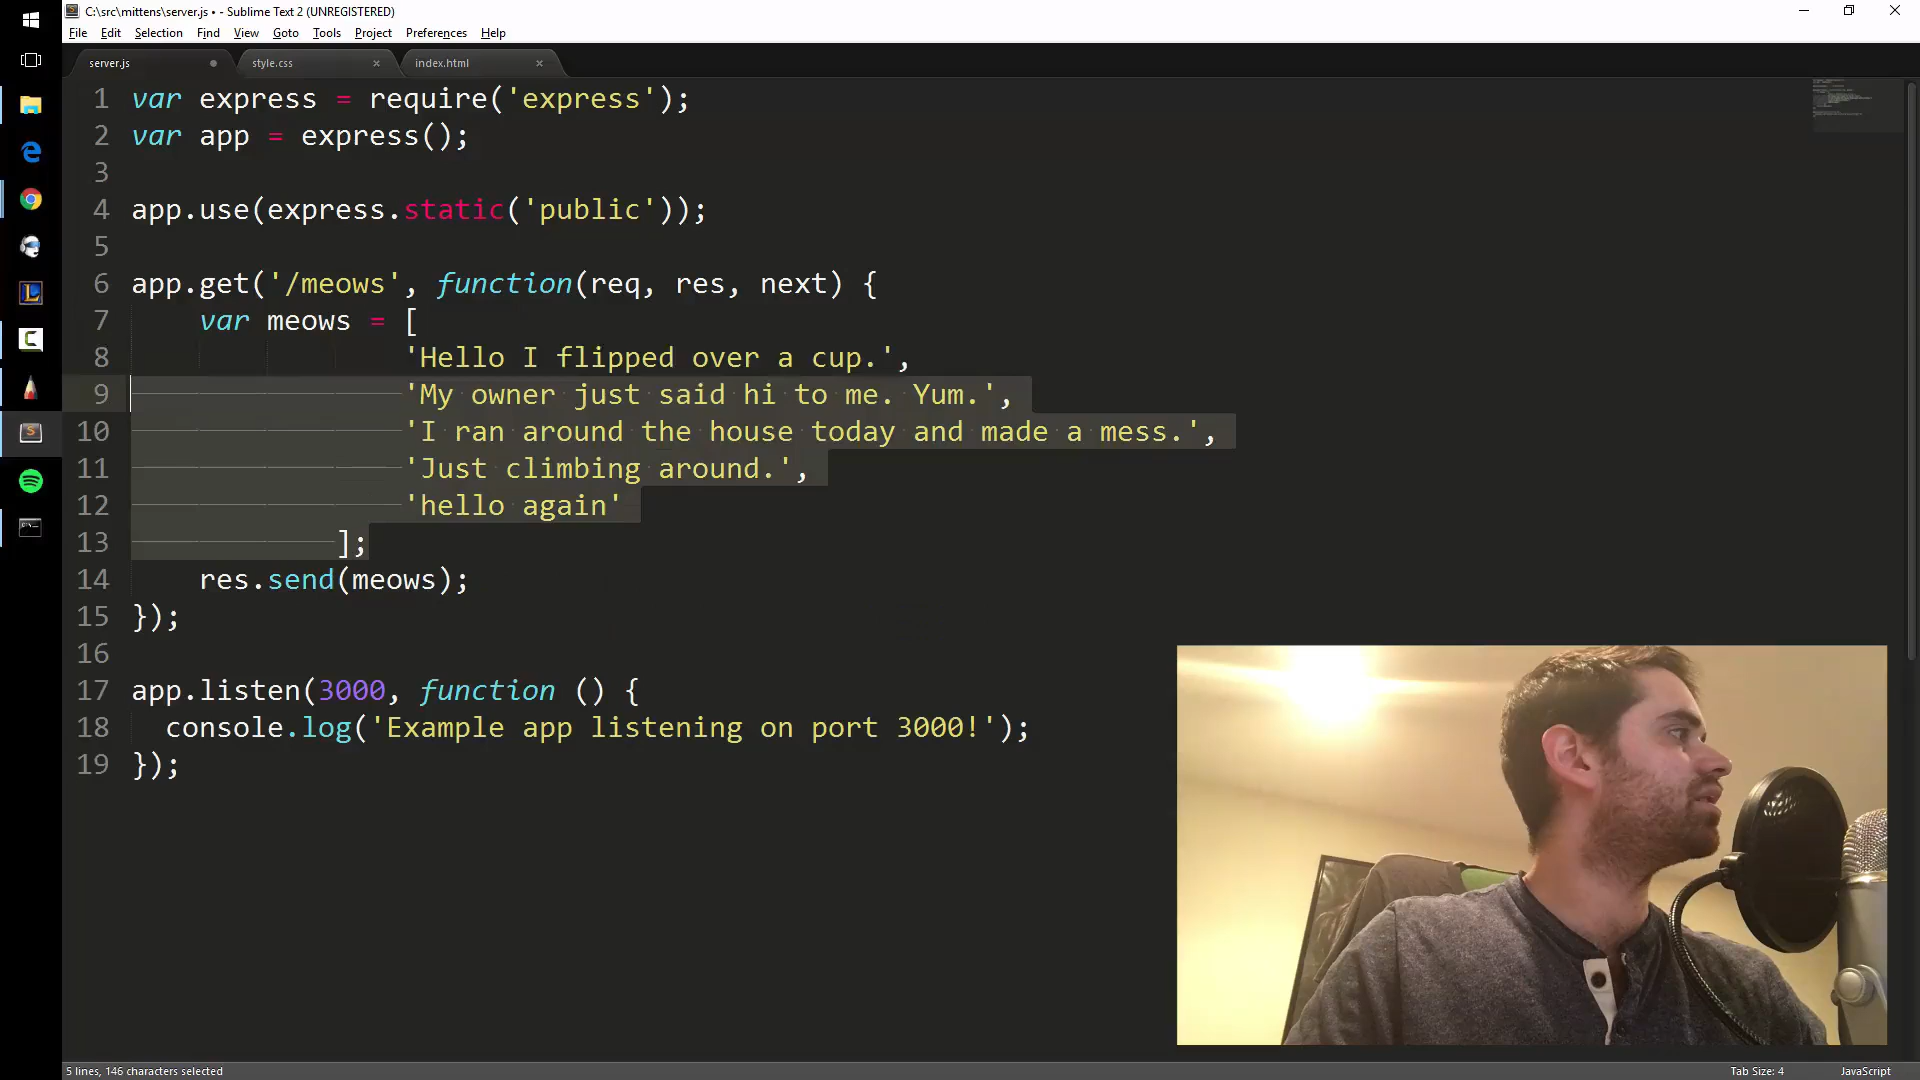 C:\src\mittens\server.js • - Sublime Text 2 (UNREGISTERED)
File Edit Selection Find View Goto Tools Project Preferences Help
server.js style.css index.html
1 var express = require('express');
2 var app = express();
3
4 app.use(express.static('public'));
5
6 app.get('/meows', function(req, res, next) {
7 var meows = [
8 'Hello I flipped over a cup.',
9 'My owner just said hi to me. Yum.',
10 'I ran around the house today and made a mess.',
11 'Just climbing around.',
12 'hello again'
13 ];
14 res.send(meows);
15 });
16
17 app.listen(3000, function () {
18 console.log('Example app listening on port 3000!');
19 });
5 lines, 146 characters selected Tab Size: 4 JavaScript